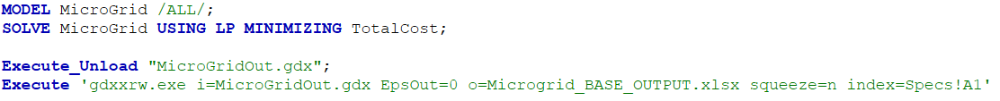 MODEL MicroGrid /ALL/;
SOLVE MicroGrid USING LP MINIMIZING TotalCost;
Execute_Unload "MicroGridOut.gdx";
Execute 'gdxxrw.exe i=MicroGridOut.gdx EpsOut=0 o=Microgrid_BASE_OUTPUT.xlsx squeeze=n index=Specs!A1'